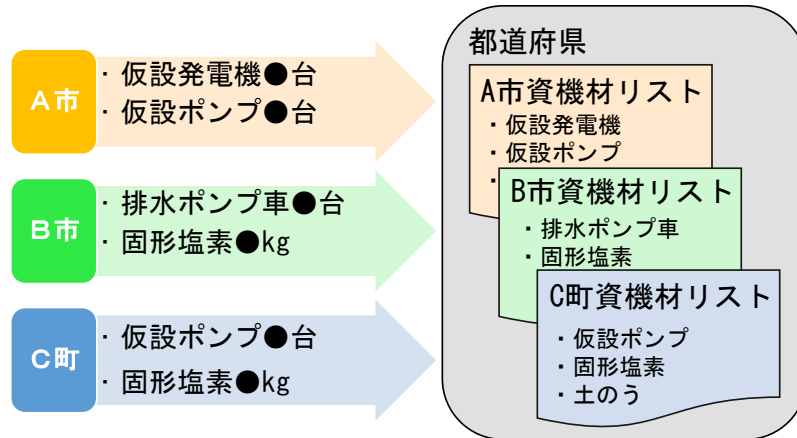 A市
・仮設発電機●台
・仮設ポンプ●台
B市
・排水ポンプ車●台
・固形塩素●kg
C町
・仮設ポンプ●台
・固形塩素●kg
都道府県
A市資機材リスト
・仮設発電機
・仮設ポンプ
・
B市資機材リスト
・排水ポンプ車
・固形塩素
C町資機材リスト
・仮設ポンプ
・固形塩素
・土のう